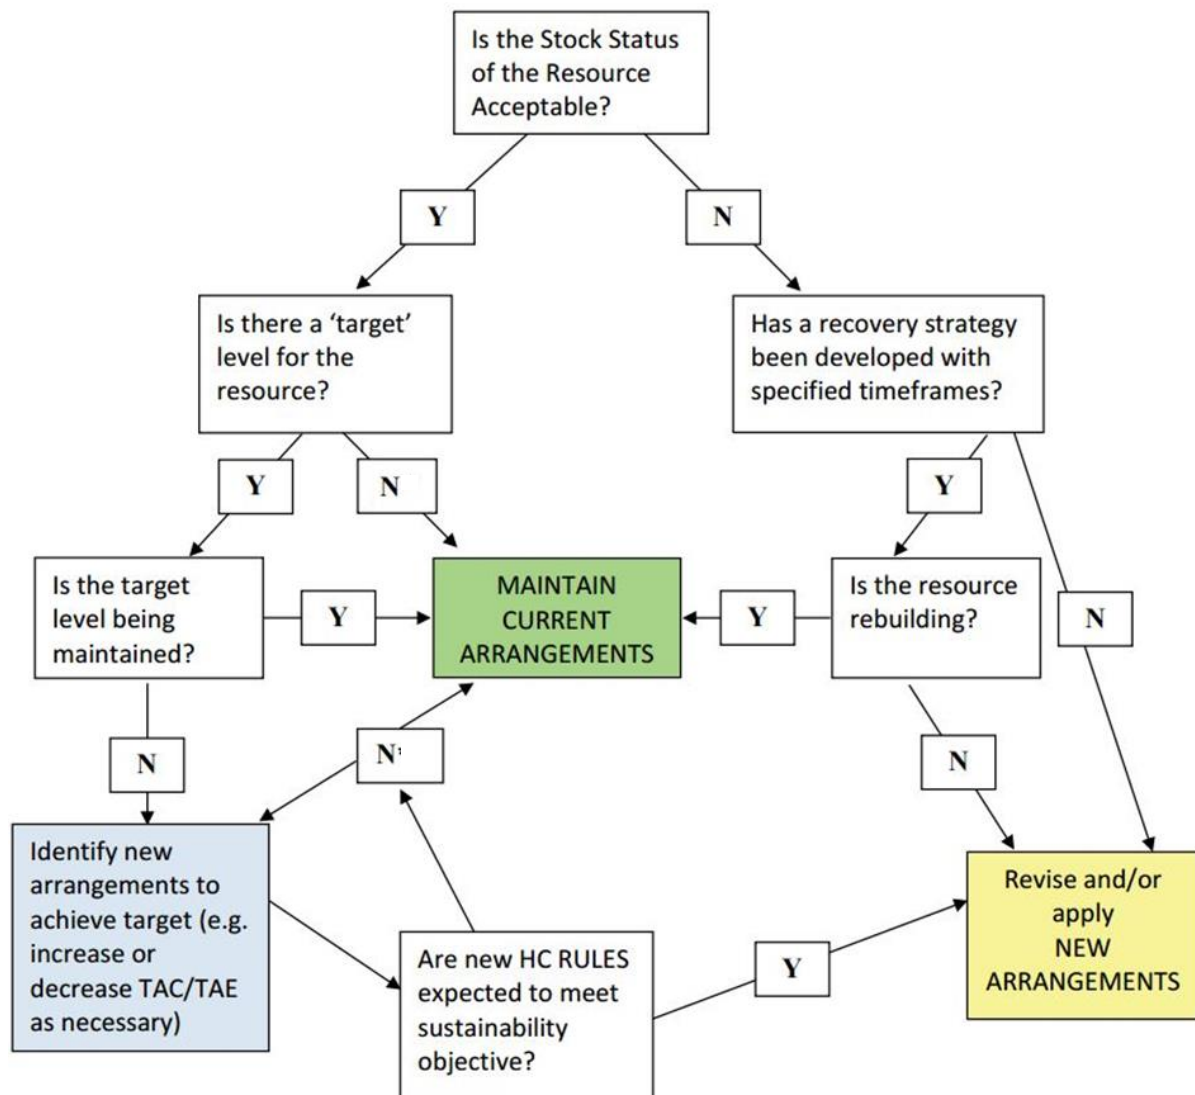 Is the Stock Status
of the Resource
Acceptable?
Y
N
Is there a ‘target’
level for the
resource?
Has a recovery strategy
been developed with
specified timeframes?
Y
N
Y
Is the target
level being
maintained?
Y
MAINTAIN
CURRENT
ARRANGEMENTS
Y
Is the resource
rebuilding?
N
N
N
N
Identify new
arrangements to
achieve target (e.g.
increase or
decrease TAC/TAE
as necessary)
Are new HC RULES
expected to meet
sustainability
objective?
Y
Revise and/or
apply
NEW
ARRANGEMENTS